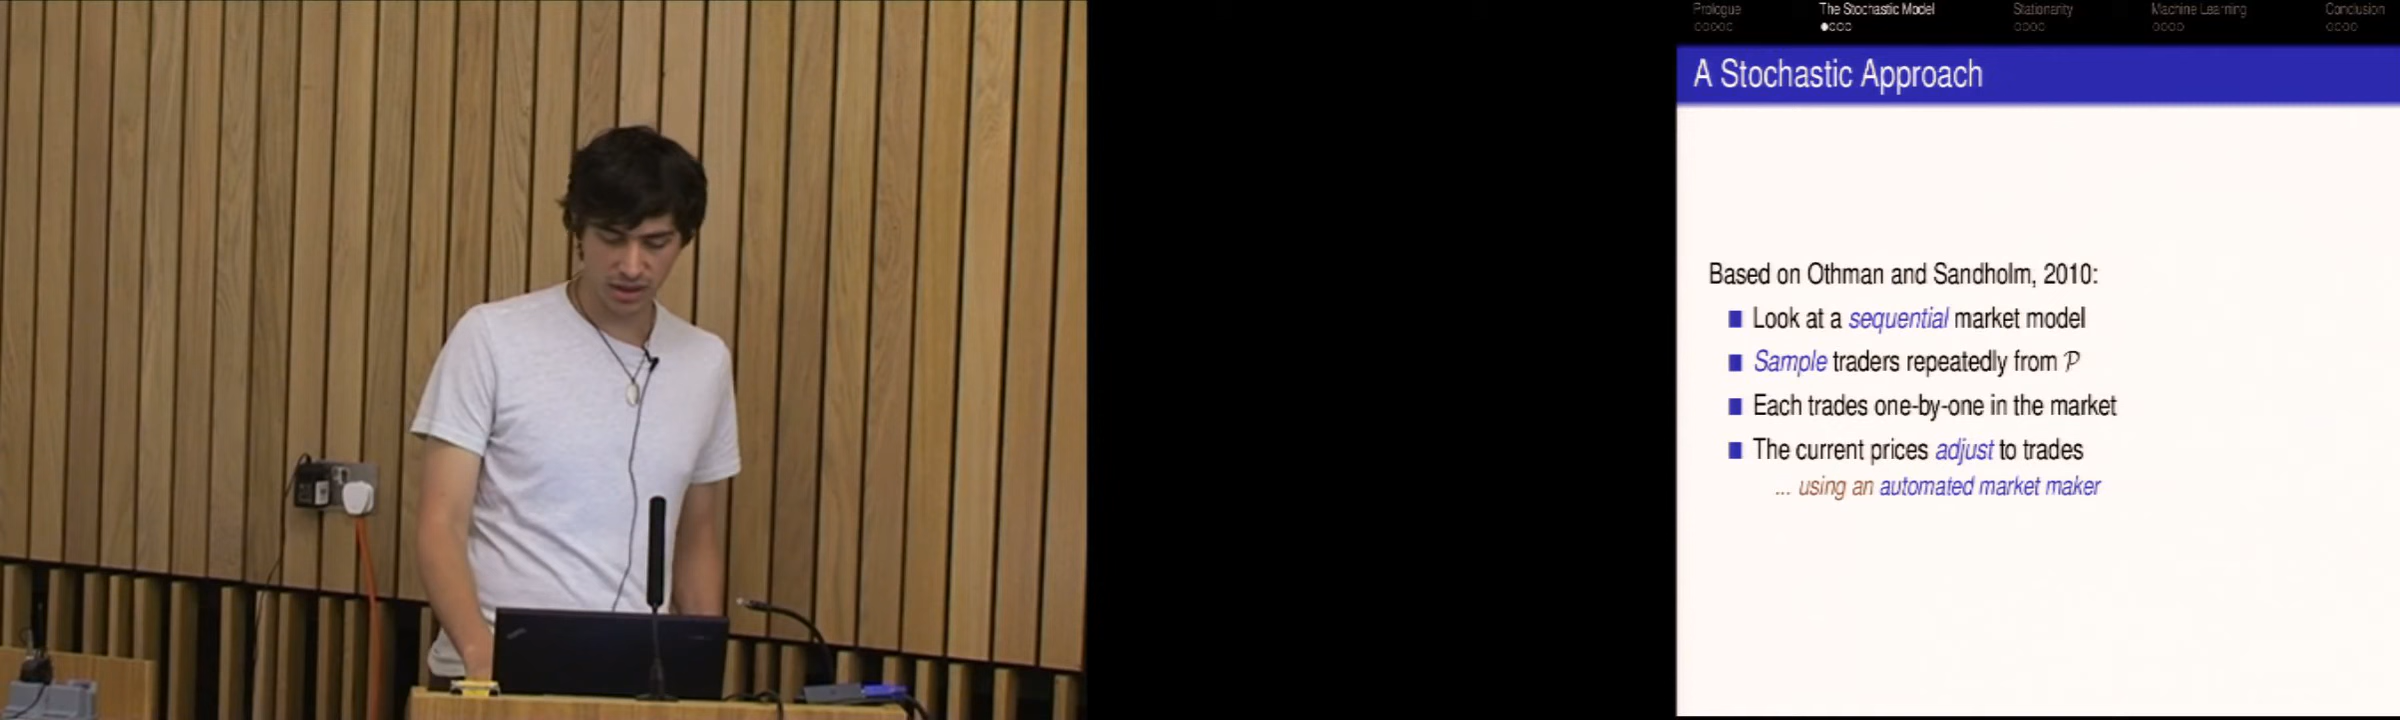 Prologue The Stochastic Model Stationarity Machine Learning Conclusion
A Stochastic Approach
Based on Othman and Sandholm, 2010:
Look at a sequential market model
Sample traders repeatedly from 𝒫
Each trades one-by-one in the market
The current prices adjust to trades
... using an automated market maker